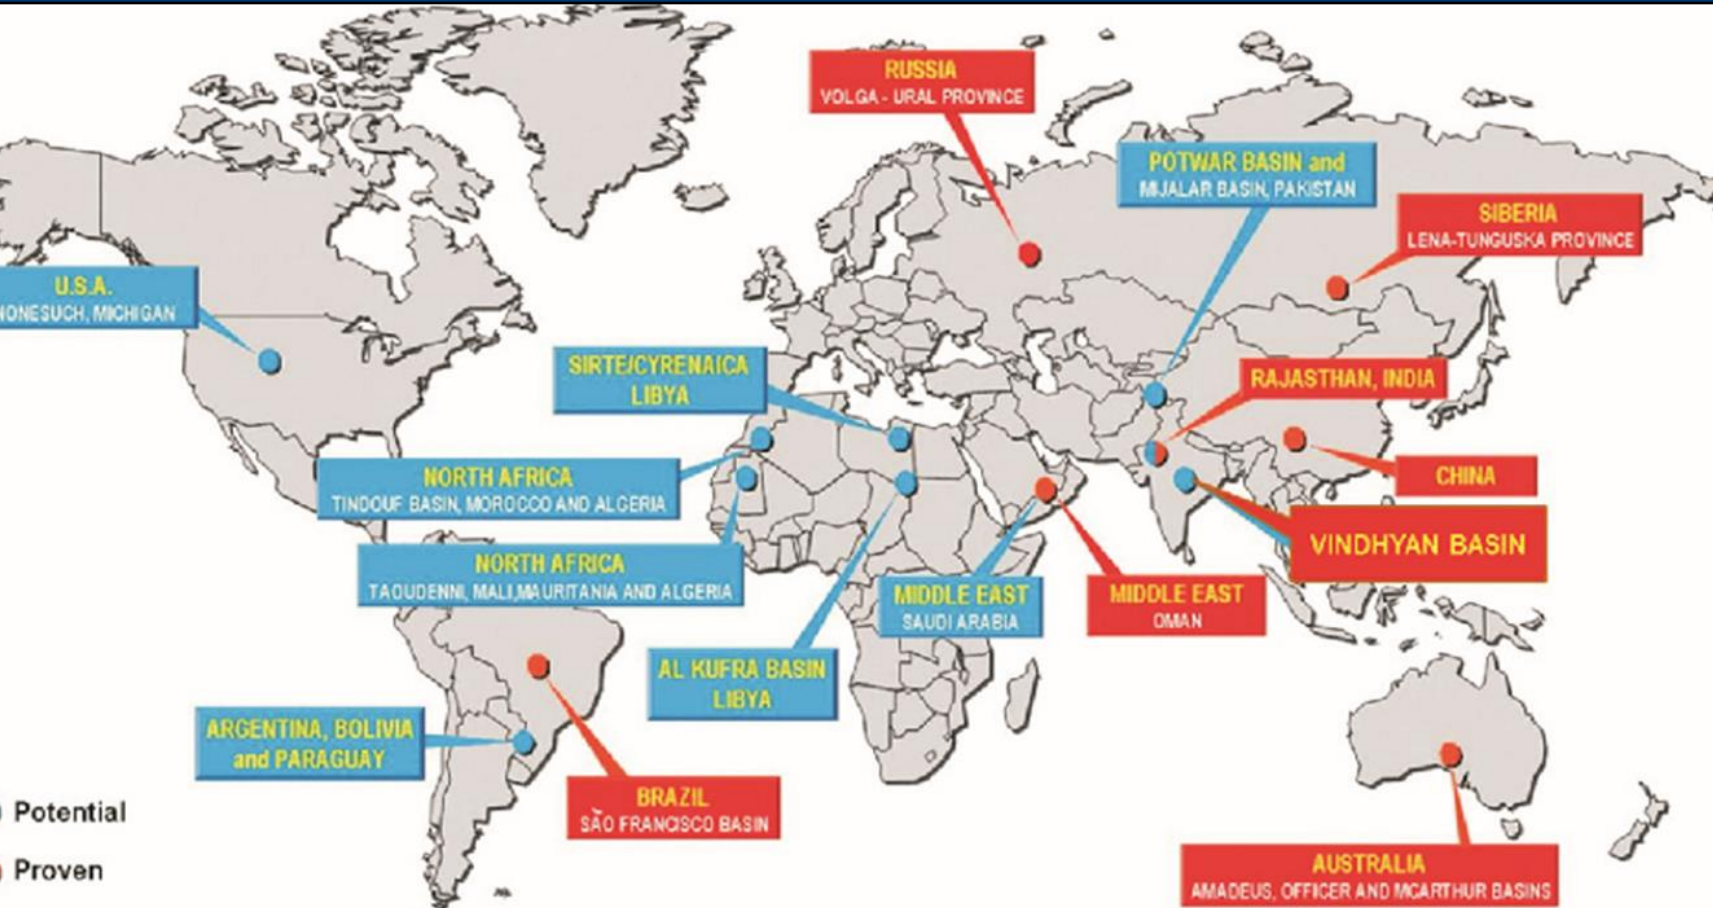 RUSSIA
VOLGA - URAL PROVINCE
POTWAR BASIN and
MIJALAR BASIN, PAKISTAN
SIBERIA
LENA-TUNGUSKA PROVINCE
U.S.A.
NONESUCH, MICHIGAN
SIRTE/CYRENAICA
LIBYA
RAJASTHAN, INDIA
NORTH AFRICA
TINDOUF BASIN, MOROCCO AND ALGERIA
CHINA
VINDHYAN BASIN
NORTH AFRICA
TAOUDENNI, MALI,MAURITANIA AND ALGERIA
MIDDLE EAST
SAUDI ARABIA
MIDDLE EAST
OMAN
AL KUFRA BASIN
LIBYA
ARGENTINA, BOLIVIA
and PARAGUAY
BRAZIL
SÃO FRANCISCO BASIN
Potential
Proven
AUSTRALIA
AMADEUS, OFFICER AND MCARTHUR BASINS